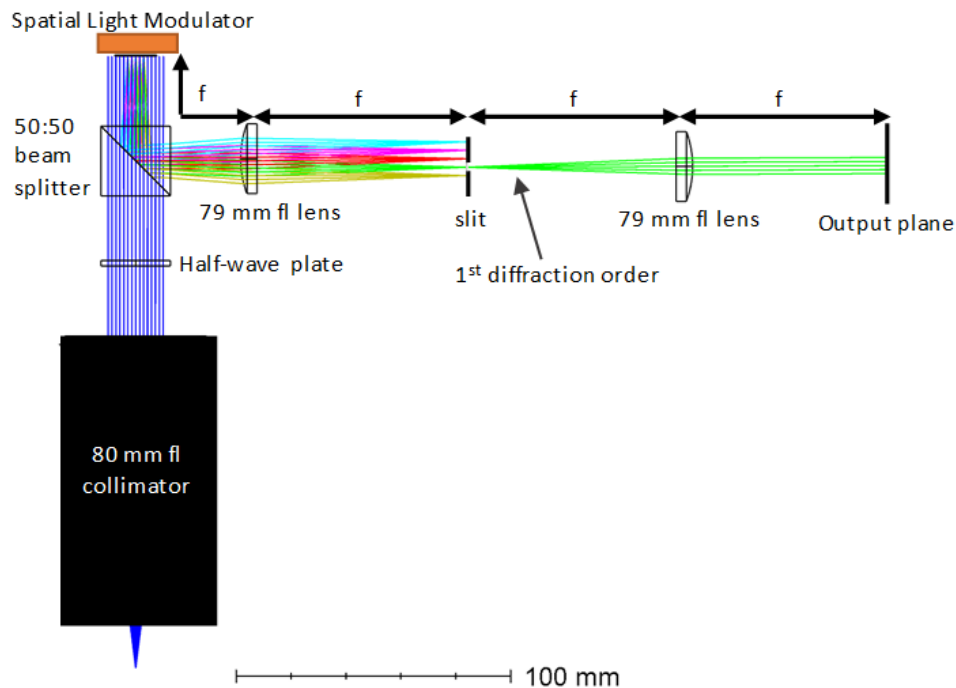 Spatial Light Modulator
f
f
f
f
50:50
beam
splitter
79 mm fl lens
slit
79 mm fl lens
Output plane
Half-wave plate
1st diffraction order
80 mm fl
collimator
100 mm